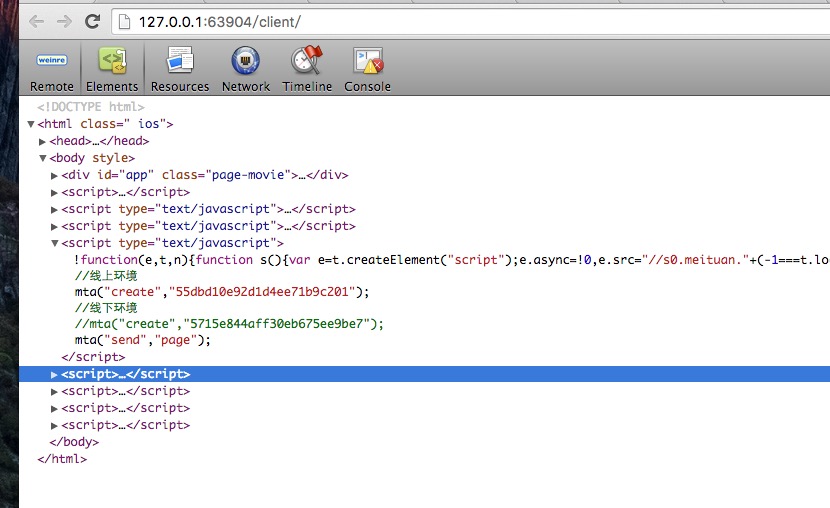 127.0.0.1:63904/client/
weinre
Remote Elements Resources Network Timeline Console
<!DOCTYPE html>
▼<html class=" ios">
▶<head>…</head>
▼<body style>
▶<div id="app" class="page-movie">…</div>
▶<script>…</script>
▶<script type="text/javascript">…</script>
▶<script type="text/javascript">…</script>
▼<script type="text/javascript">
!function(e,t,n){function s(){var e=t.createElement("script");e.async=!0,e.src="//s0.meituan."+(-1===t.lo
//线上环境
mta("create","55dbd10e92d1d4ee71b9c201");
//线下环境
//mta("create","5715e844aff30eb675ee9be7");
mta("send","page");
</script>
▶<script>…</script>
▶<script>…</script>
▶<script>…</script>
▶<script>…</script>
</body>
</html>